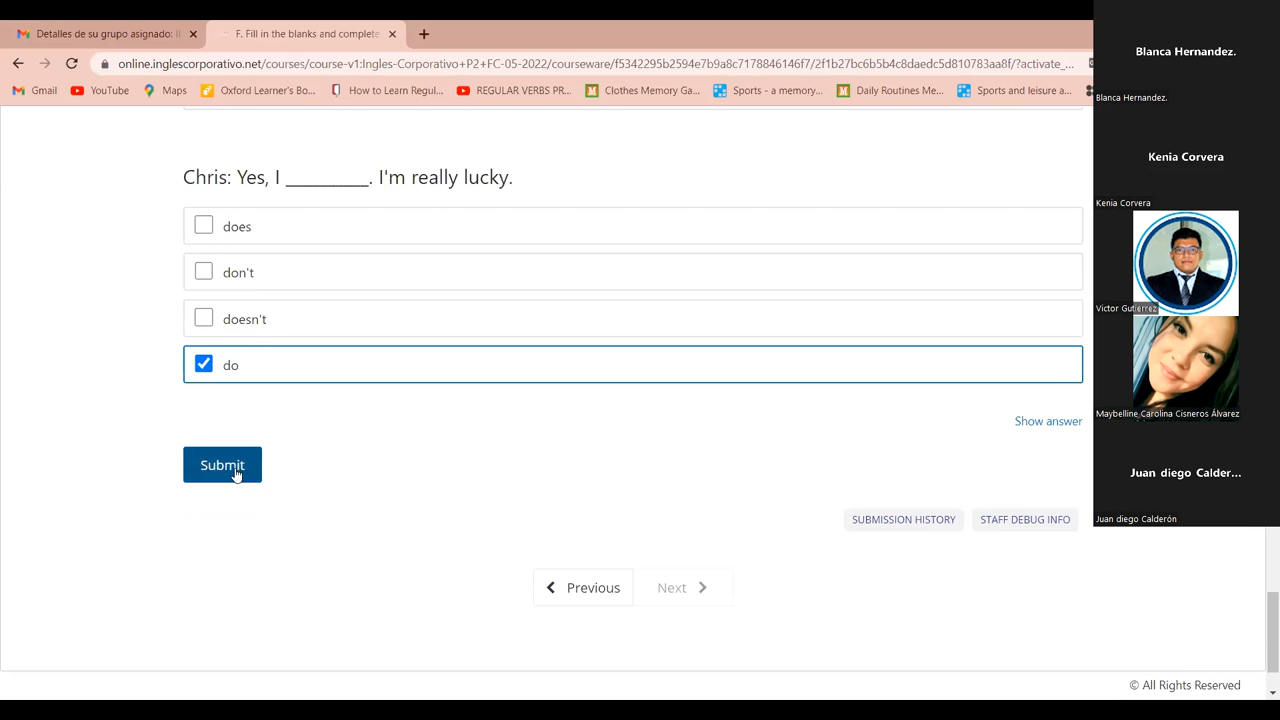 Detalles de su grupo asignado: I
F. Fill in the blanks and complete
online.inglescorporativo.net/courses/course-v1:Ingles-Corporativo+P2+FC-05-2022/courseware/f5342295b2594e7b9a8c7178846146f7/2f1b27bc6b5b4c8daedc5d810783aa8f/?activate_...
Gmail
YouTube
Maps
Oxford Learner's Bo...
How to Learn Regul...
REGULAR VERBS PR...
Clothes Memory Ga...
Sports - a memory...
Daily Routines Me...
Sports and leisure a...
Chris: Yes, I _________. I'm really lucky.
does
don't
doesn't
do
Show answer
Submit
SUBMISSION HISTORY
STAFF DEBUG INFO
Previous
Next
© All Rights Reserved
Blanca Hernandez.
Blanca Hernandez.
Kenia Corvera
Kenia Corvera
Victor Gutierrez
Maybelline Carolina Cisneros Álvarez
Juan diego Calder...
Juan diego Calderón